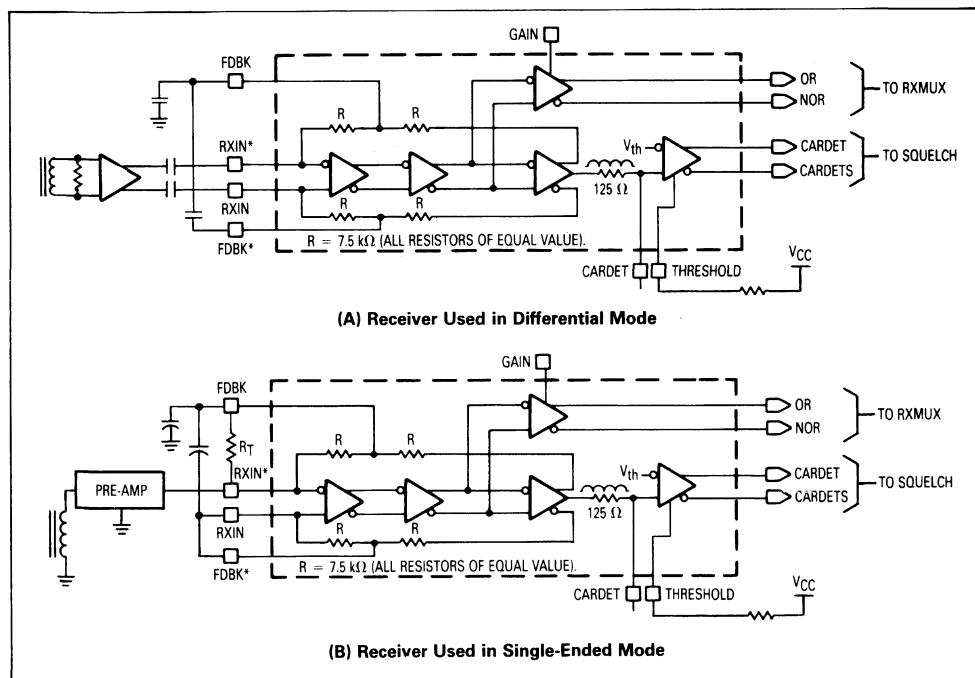 GAIN
FDBK
OR
NOR
TO RXMUX
R
R
RXIN*
Vth
CARDET
CARDETS
TO SQUELCH
125 Ω
RXIN
R
R
FDBK*
R = 7.5 kΩ (ALL RESISTORS OF EQUAL VALUE).
CARDET
THRESHOLD
VCC
(A) Receiver Used in Differential Mode
GAIN
FDBK
OR
NOR
TO RXMUX
RT
R
R
RXIN*
PRE-AMP
Vth
CARDET
CARDETS
TO SQUELCH
125 Ω
RXIN
R
R
FDBK*
R = 7.5 kΩ (ALL RESISTORS OF EQUAL VALUE).
CARDET
THRESHOLD
VCC
(B) Receiver Used in Single-Ended Mode